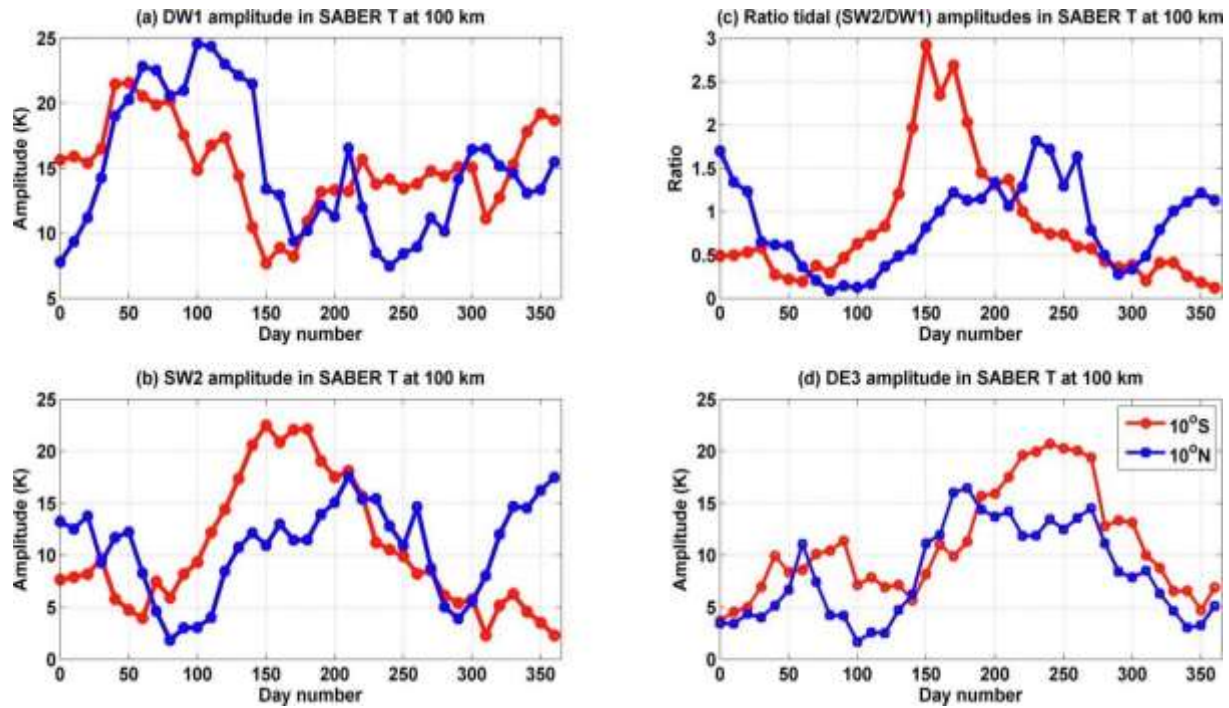 (a) DW1 amplitude in SABER T at 100 km
25
20
15
10
5
Amplitude (K)
0 50 100 150 200 250 300 350
Day number
(c) Ratio tidal (SW2/DW1) amplitudes in SABER T at 100 km
3
2.5
2
1.5
1
0.5
0
Ratio
0 50 100 150 200 250 300 350
Day number
(b) SW2 amplitude in SABER T at 100 km
25
20
15
10
5
0
Amplitude (K)
0 50 100 150 200 250 300 350
Day number
(d) DE3 amplitude in SABER T at 100 km
25
20
15
10
5
0
Amplitude (K)
10°S
10°N
0 50 100 150 200 250 300 350
Day number